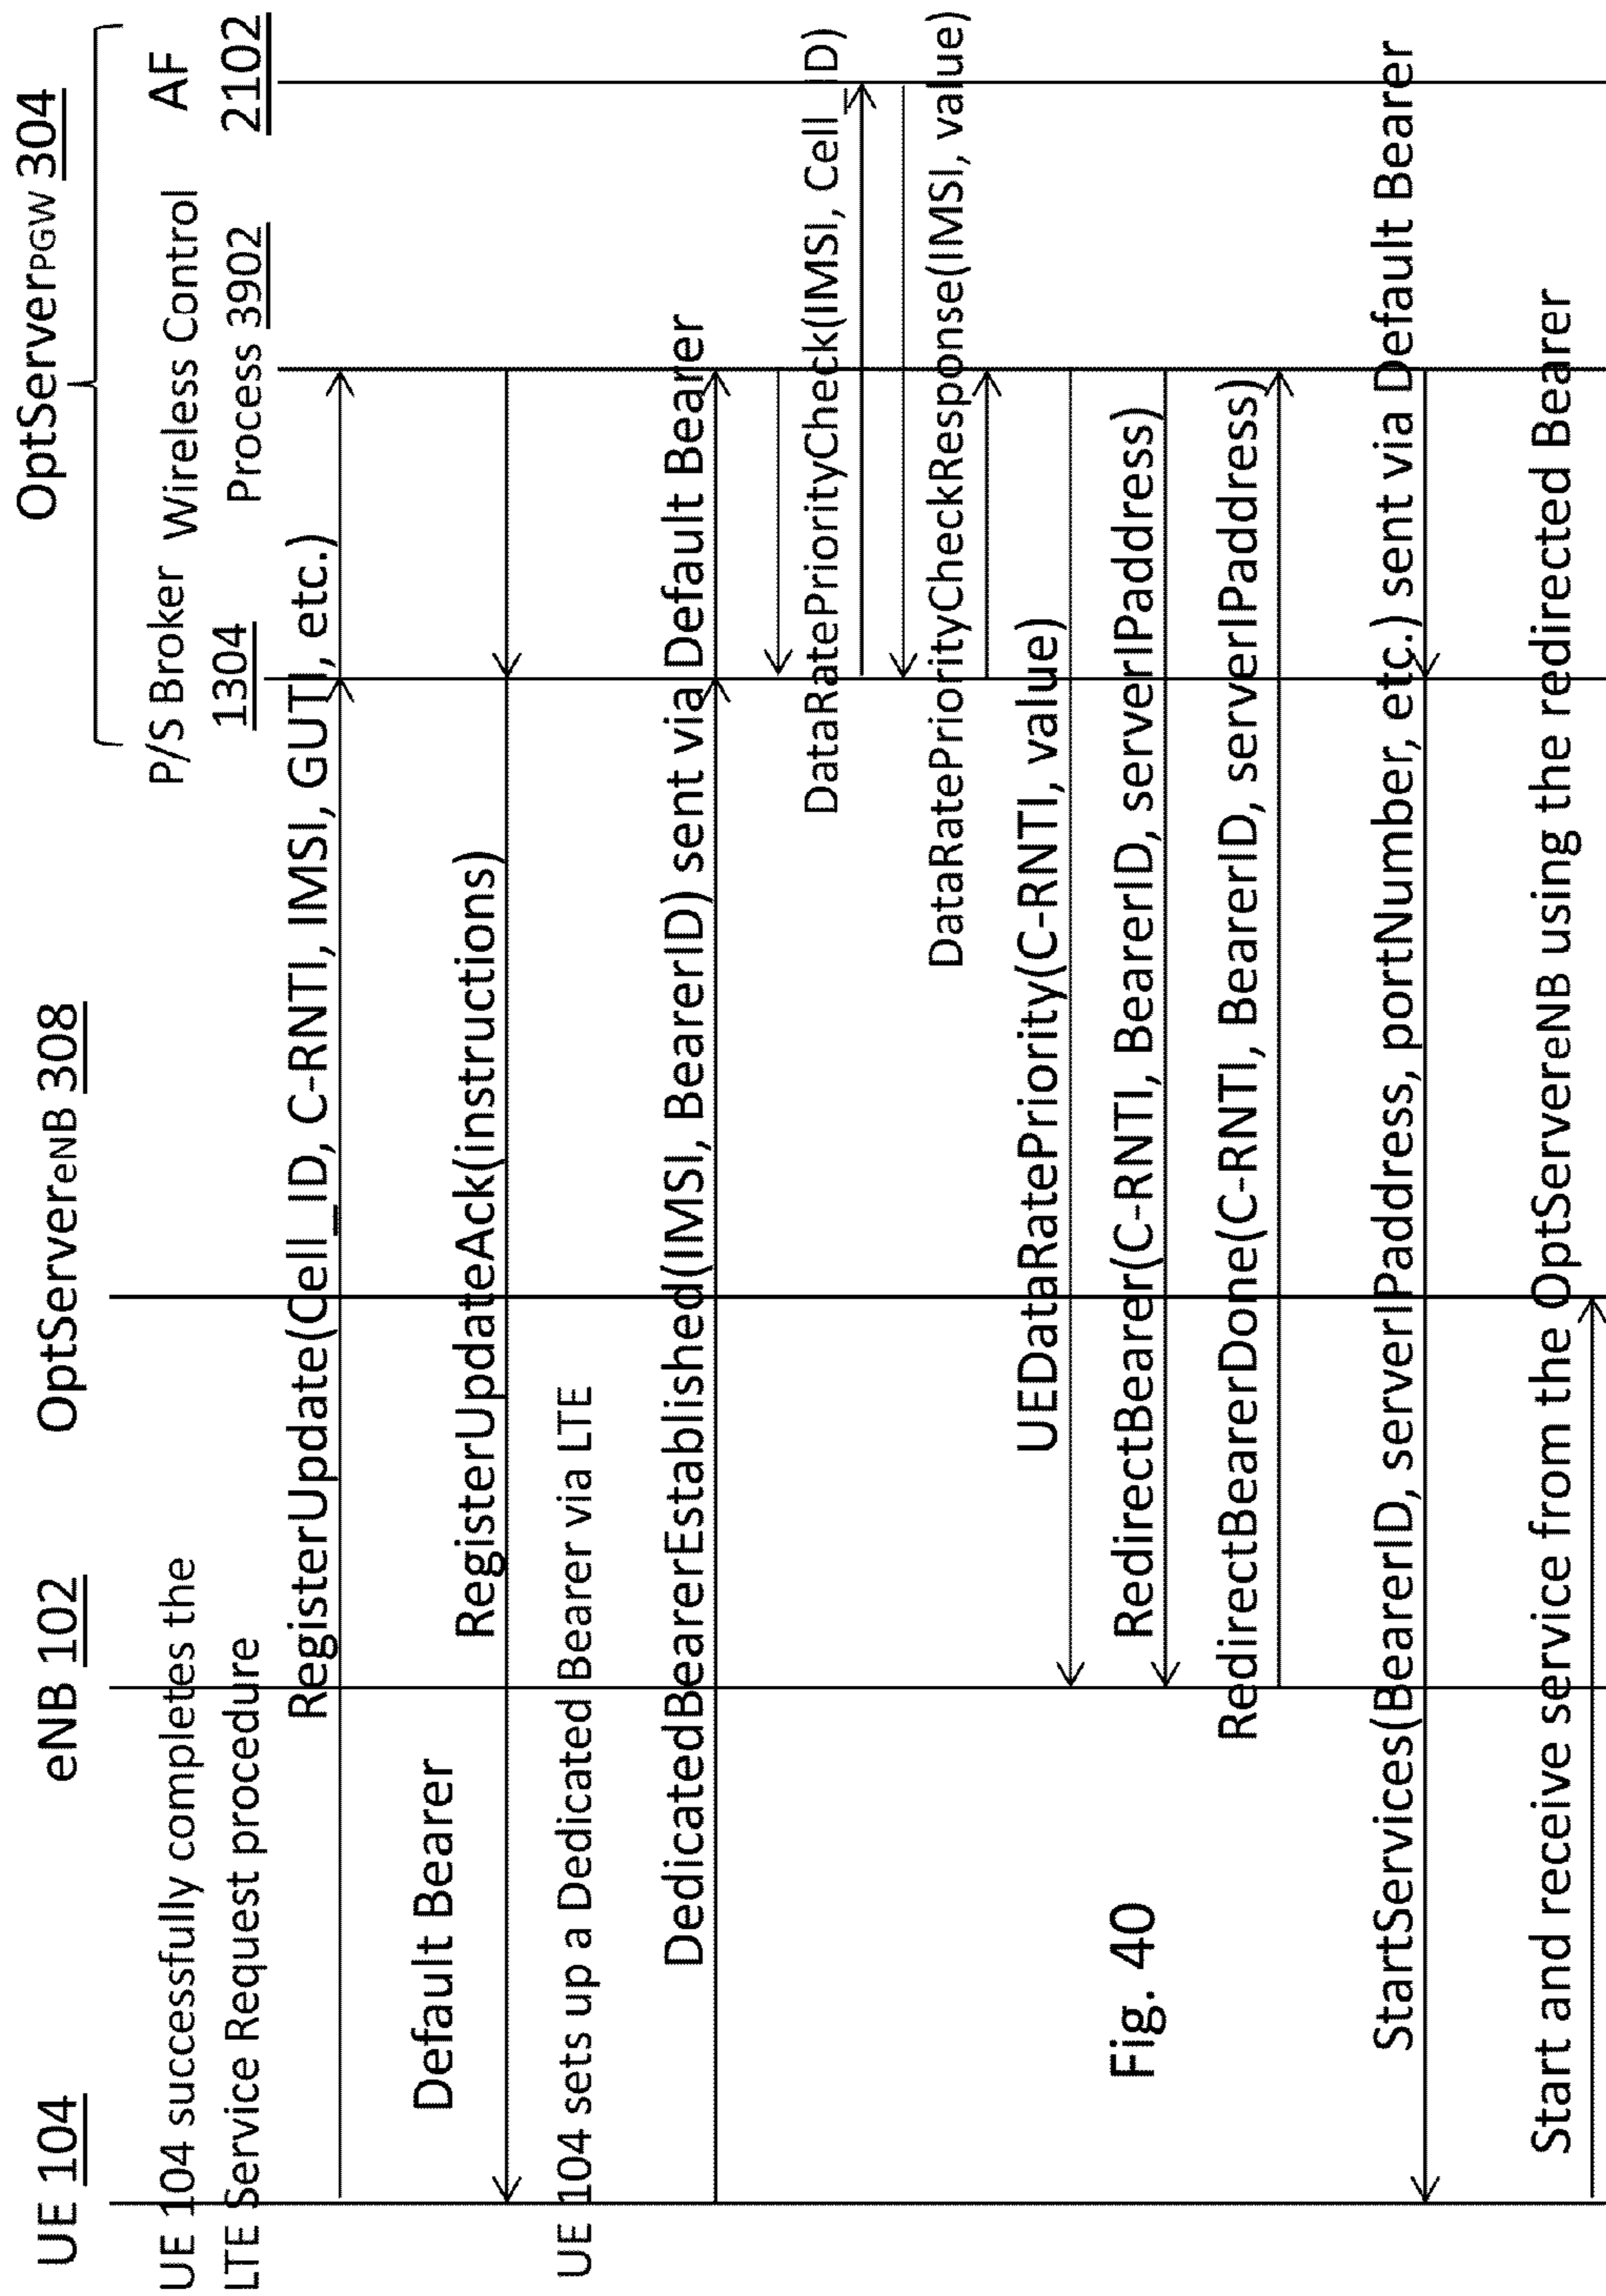 OptServerPGW 304
UE 104
eNB 102
OptServereNB 308
P/S Broker
1304
Wireless Control
Process 3902
AF
2102
UE 104 successfully completes the
LTE Service Request procedure
RegisterUpdate(Cell_ID, C-RNTI, IMSI, GUTI, etc.)
Default Bearer
RegisterUpdateAck(instructions)
UE 104 sets up a Dedicated Bearer via LTE
DedicatedBearerEstablished(IMSI, BearerID) sent via Default Bearer
DataRatePriorityCheck(IMSI, Cell_ID)
DataRatePriorityCheckResponse(IMSI, value)
UEDataRatePriority(C-RNTI, value)
RedirectBearer(C-RNTI, BearerID, serverIPaddress)
RedirectBearerDone(C-RNTI, BearerID, serverIPaddress)
Fig. 40
StartServices(BearerID, serverIPaddress, portNumber, etc.) sent via Default Bearer
Start and receive service from the OptServereNB using the redirected Bearer